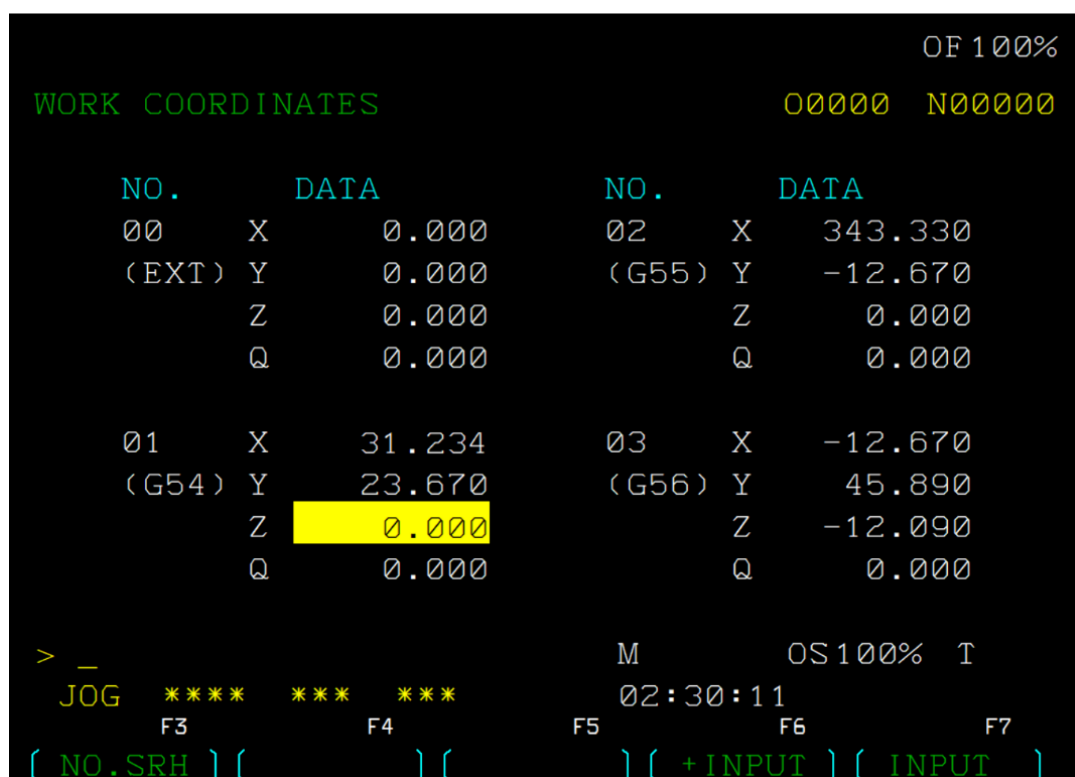 OF100%
WORK COORDINATES O0000 N00000
NO. DATA NO. DATA
00 X 0.000 02 X 343.330
(EXT) Y 0.000 (G55) Y -12.670
Z 0.000 Z 0.000
Q 0.000 Q 0.000
01 X 31.234 03 X -12.670
(G54) Y 23.670 (G56) Y 45.890
Z 0.000 Z -12.090
Q 0.000 Q 0.000
> _ M OS100% T
JOG **** *** *** 02:30:11
F3 F4 F5 F6 F7
[ NO.SRH ][ ][ ][ +INPUT ][ INPUT ]